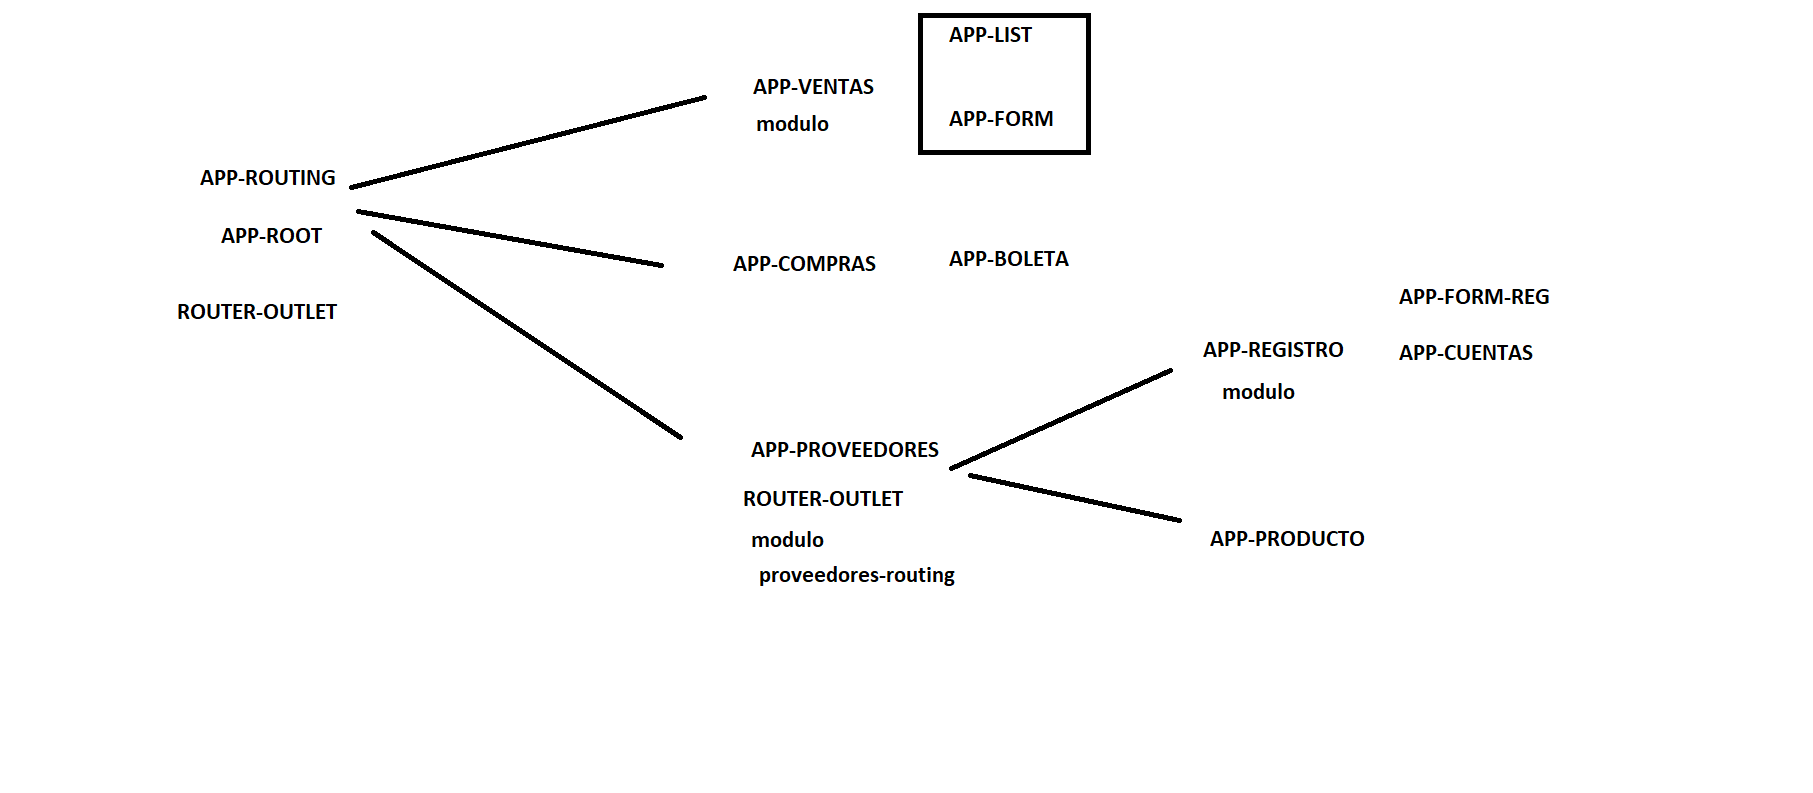 APP-LIST
APP-VENTAS
APP-FORM
modulo
APP-ROUTING
APP-ROOT
APP-COMPRAS
APP-BOLETA
ROUTER-OUTLET
APP-FORM-REG
APP-REGISTRO
APP-CUENTAS
modulo
APP-PROVEEDORES
ROUTER-OUTLET
modulo
APP-PRODUCTO
proveedores-routing